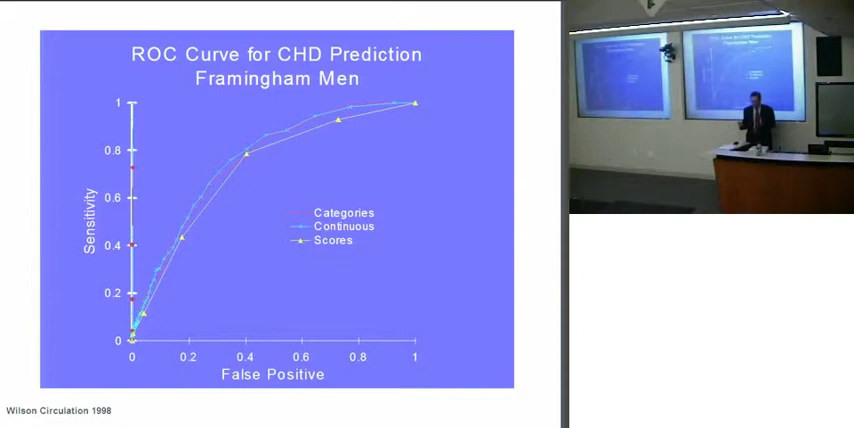 ROC Curve for CHD Prediction
Framingham Men
1
0.8
0.6
0.4
0.2
0
Sensitivity
Categories
Continuous
Scores
0 0.2 0.4 0.6 0.8 1
False Positive
Wilson Circulation 1998